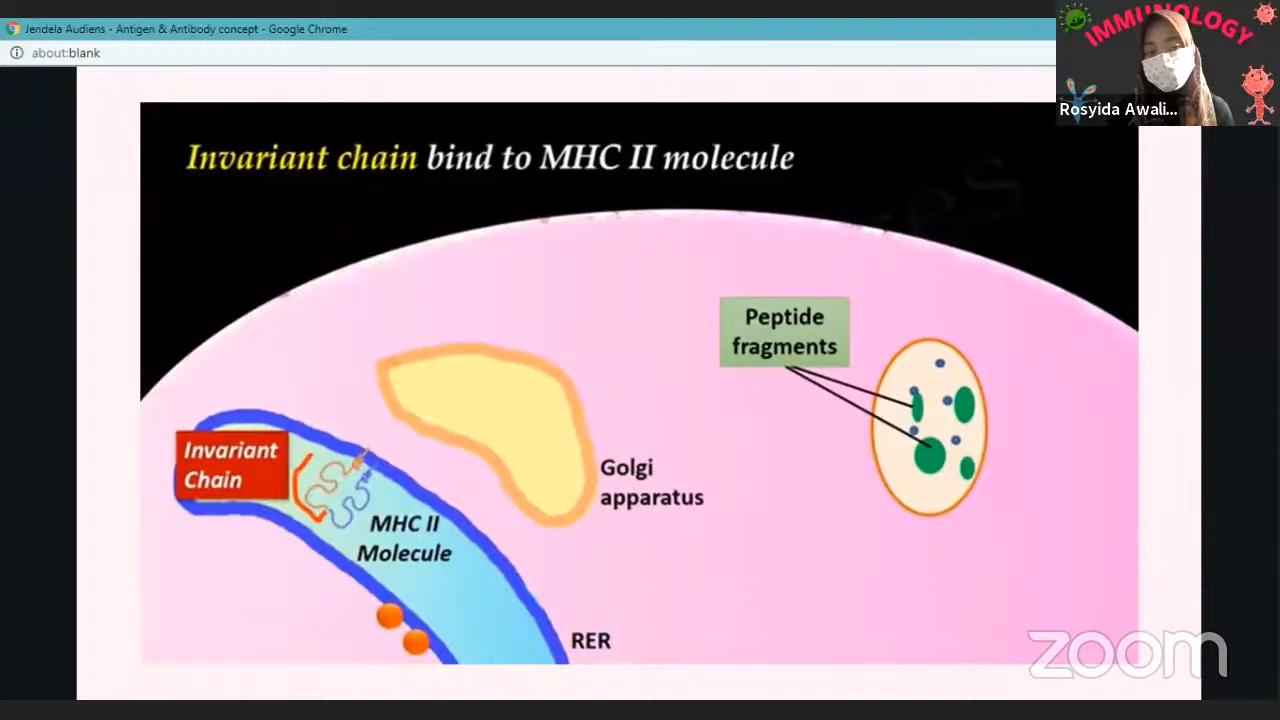 Jendela Audiens - Antigen & Antibody concept - Google Chrome
about:blank
IMMUNOLOGY
Rosyida Awali...
Invariant chain bind to MHC II molecule
Peptide
fragments
Invariant
Chain
MHC II
Molecule
Golgi
apparatus
RER
zoom